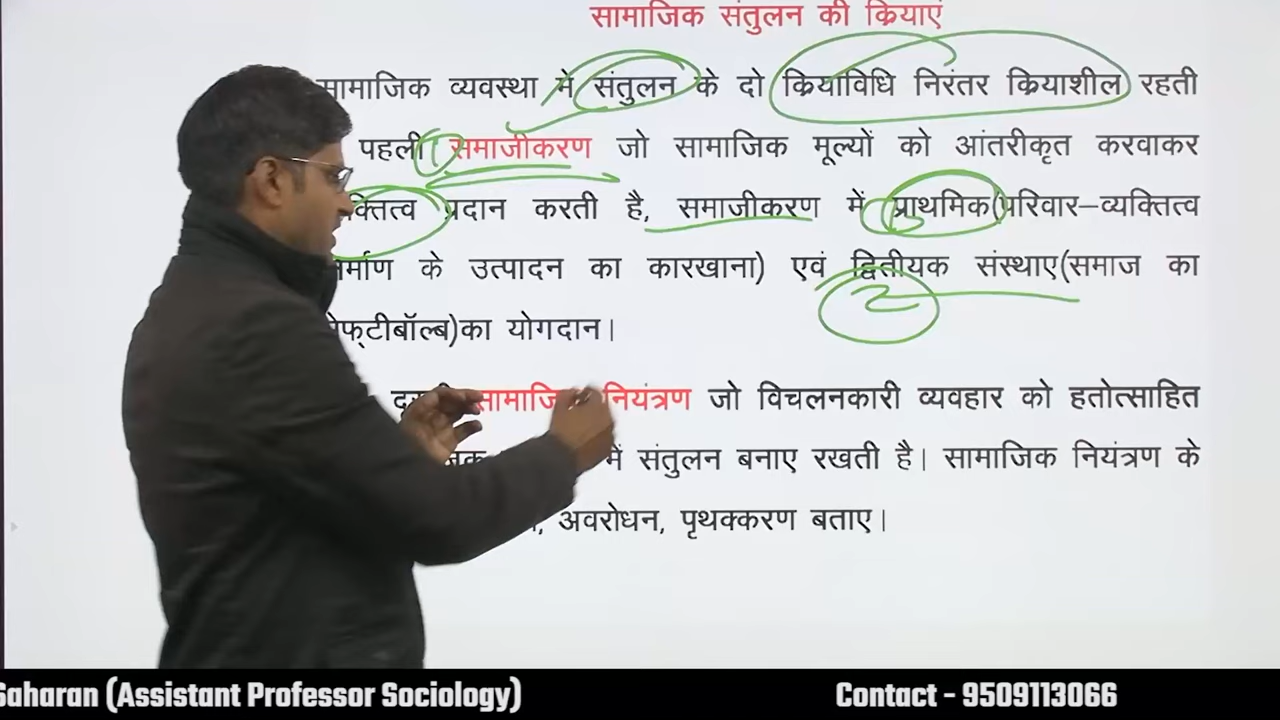 सामाजिक संतुलन की क्रियाएं
सामाजिक व्यवस्था मे संतुलन के दो क्रियाविधि निरंतर क्रियाशील रहती
पहली समाजीकरण जो सामाजिक मूल्यों को आंतरीकृत करवाकर
क्तित्व प्रदान करती है, समाजीकरण में प्राथमिक(परिवार–व्यक्तित्व
निर्माण के उत्पादन का कारखाना) एवं द्वितीयक संस्थाए(समाज का
सेफ्टीबॉल्ब)का योगदान।
सामाजिक नियंत्रण जो विचलनकारी व्यवहार को हतोत्साहित
में संतुलन बनाए रखती है। सामाजिक नियंत्रण के
अवरोधन, पृथक्करण बताए।
Saharan (Assistant Professor Sociology) Contact - 9509113066